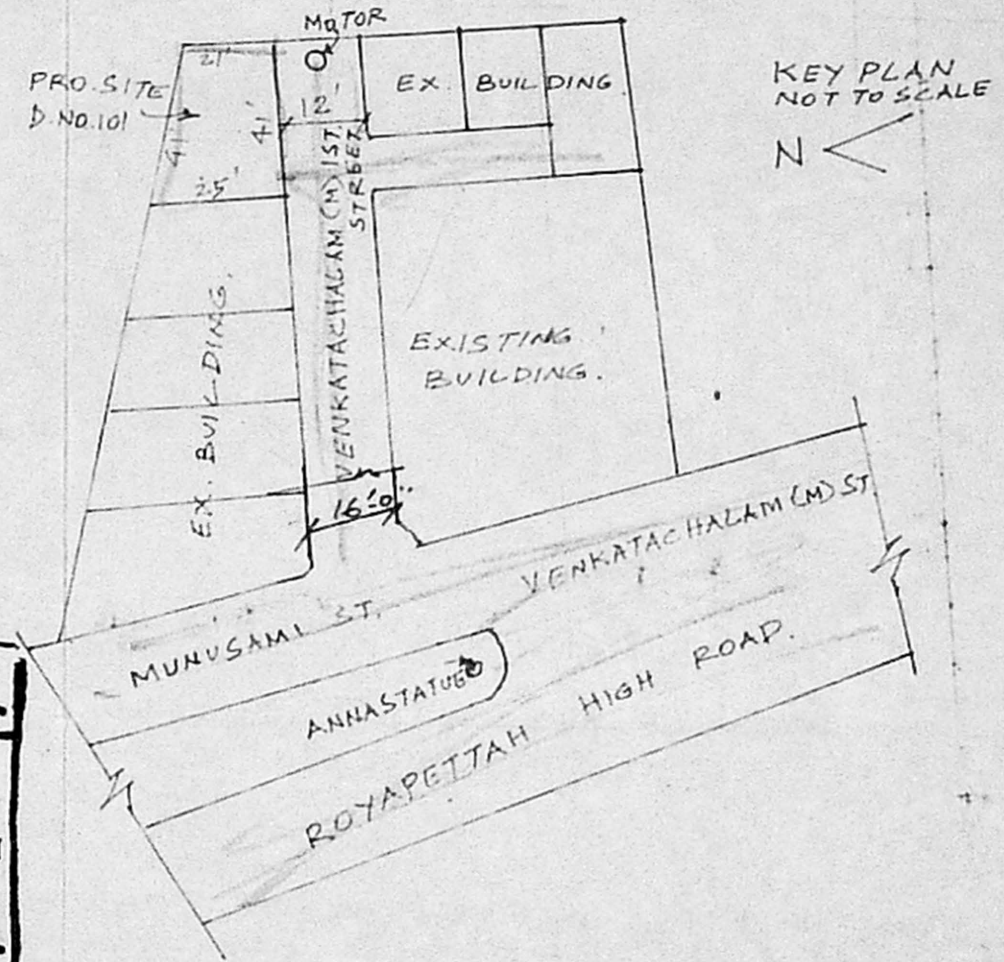 MOTOR
PRO.SITE
D.NO.101
21'
41'
41'
25'
12'
EX. BUILDING
KEY PLAN
NOT TO SCALE
N
VENKATACHALAM (M) IST.
STREET
EX. BUILDING.
EXISTING
BUILDING.
16'-0"
MUNUSAMI ST.
VENKATACHALAM (M) ST.
ANNASTATUE
ROYAPETTAH HIGH ROAD.